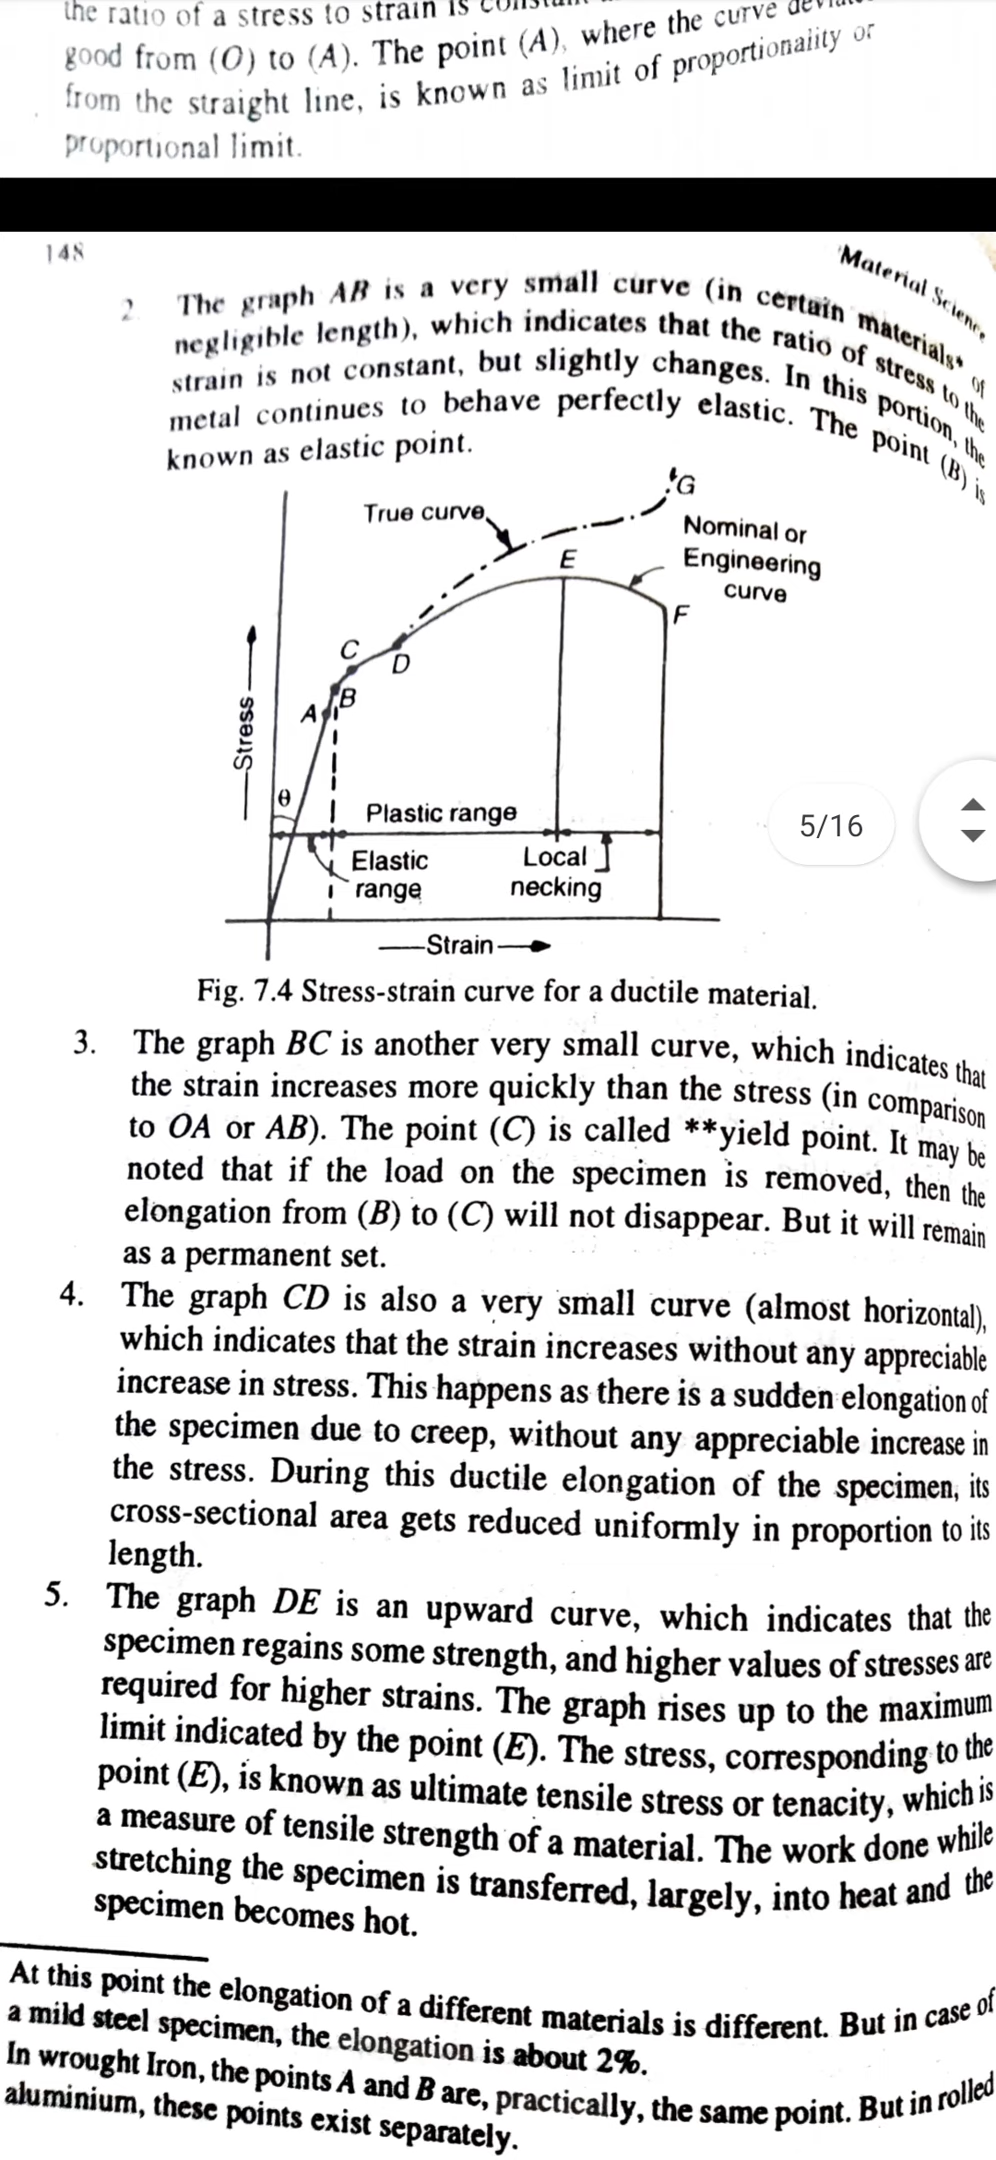 the ratio of a stress to strain is
good from (O) to (A). The point (A), where the curve
from the straight line, is known as limit of proportionality or
proportional limit.
148
Material Science
2. The graph AB is a very small curve (in certain materials* of
negligible length), which indicates that the ratio of stress to the
strain is not constant, but slightly changes. In this portion, the
metal continues to behave perfectly elastic. The point (B) is
known as elastic point.
G
True curve
Nominal or
Engineering
curve
E
F
C
D
B
A
Stress
θ
Plastic range
Elastic
range
Local
necking
5/16
Strain
Fig. 7.4 Stress-strain curve for a ductile material.
3. The graph BC is another very small curve, which indicates that
the strain increases more quickly than the stress (in comparison
to OA or AB). The point (C) is called **yield point. It may be
noted that if the load on the specimen is removed, then the
elongation from (B) to (C) will not disappear. But it will remain
as a permanent set.
4. The graph CD is also a very small curve (almost horizontal),
which indicates that the strain increases without any appreciable
increase in stress. This happens as there is a sudden elongation of
the specimen due to creep, without any appreciable increase in
the stress. During this ductile elongation of the specimen, its
cross-sectional area gets reduced uniformly in proportion to its
length.
5. The graph DE is an upward curve, which indicates that the
specimen regains some strength, and higher values of stresses are
required for higher strains. The graph rises up to the maximum
limit indicated by the point (E). The stress, corresponding to the
point (E), is known as ultimate tensile stress or tenacity, which is
a measure of tensile strength of a material. The work done while
stretching the specimen is transferred, largely, into heat and the
specimen becomes hot.
At this point the elongation of a different materials is different. But in case of
a mild steel specimen, the elongation is about 2%.
In wrought Iron, the points A and B are, practically, the same point. But in rolled
aluminium, these points exist separately.